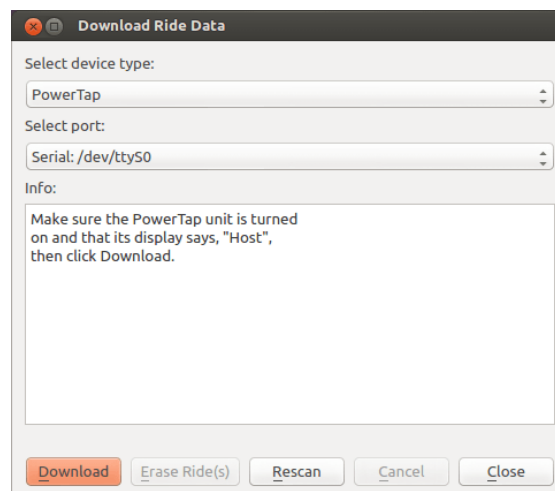 Download Ride Data
Select device type:
PowerTap
Select port:
Serial: /dev/ttyS0
Info:
Make sure the PowerTap unit is turned
on and that its display says, "Host",
then click Download.
Download Erase Ride(s) Rescan Cancel Close